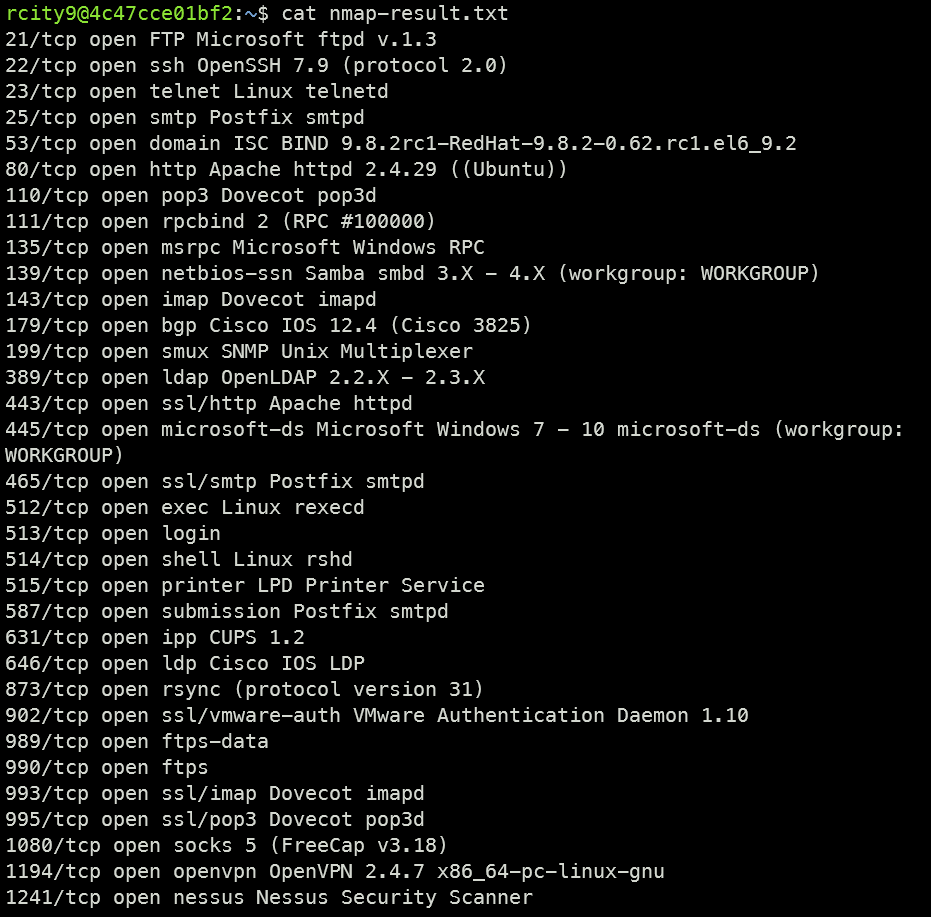 rcity9@4c47cce01bf2:~$ cat nmap-result.txt
21/tcp open FTP Microsoft ftpd v.1.3
22/tcp open ssh OpenSSH 7.9 (protocol 2.0)
23/tcp open telnet Linux telnetd
25/tcp open smtp Postfix smtpd
53/tcp open domain ISC BIND 9.8.2rc1-RedHat-9.8.2-0.62.rc1.el6_9.2
80/tcp open http Apache httpd 2.4.29 ((Ubuntu))
110/tcp open pop3 Dovecot pop3d
111/tcp open rpcbind 2 (RPC #100000)
135/tcp open msrpc Microsoft Windows RPC
139/tcp open netbios-ssn Samba smbd 3.X - 4.X (workgroup: WORKGROUP)
143/tcp open imap Dovecot imapd
179/tcp open bgp Cisco IOS 12.4 (Cisco 3825)
199/tcp open smux SNMP Unix Multiplexer
389/tcp open ldap OpenLDAP 2.2.X - 2.3.X
443/tcp open ssl/http Apache httpd
445/tcp open microsoft-ds Microsoft Windows 7 - 10 microsoft-ds (workgroup:
WORKGROUP)
465/tcp open ssl/smtp Postfix smtpd
512/tcp open exec Linux rexecd
513/tcp open login
514/tcp open shell Linux rshd
515/tcp open printer LPD Printer Service
587/tcp open submission Postfix smtpd
631/tcp open ipp CUPS 1.2
646/tcp open ldp Cisco IOS LDP
873/tcp open rsync (protocol version 31)
902/tcp open ssl/vmware-auth VMware Authentication Daemon 1.10
989/tcp open ftps-data
990/tcp open ftps
993/tcp open ssl/imap Dovecot imapd
995/tcp open ssl/pop3 Dovecot pop3d
1080/tcp open socks 5 (FreeCap v3.18)
1194/tcp open openvpn OpenVPN 2.4.7 x86_64-pc-linux-gnu
1241/tcp open nessus Nessus Security Scanner